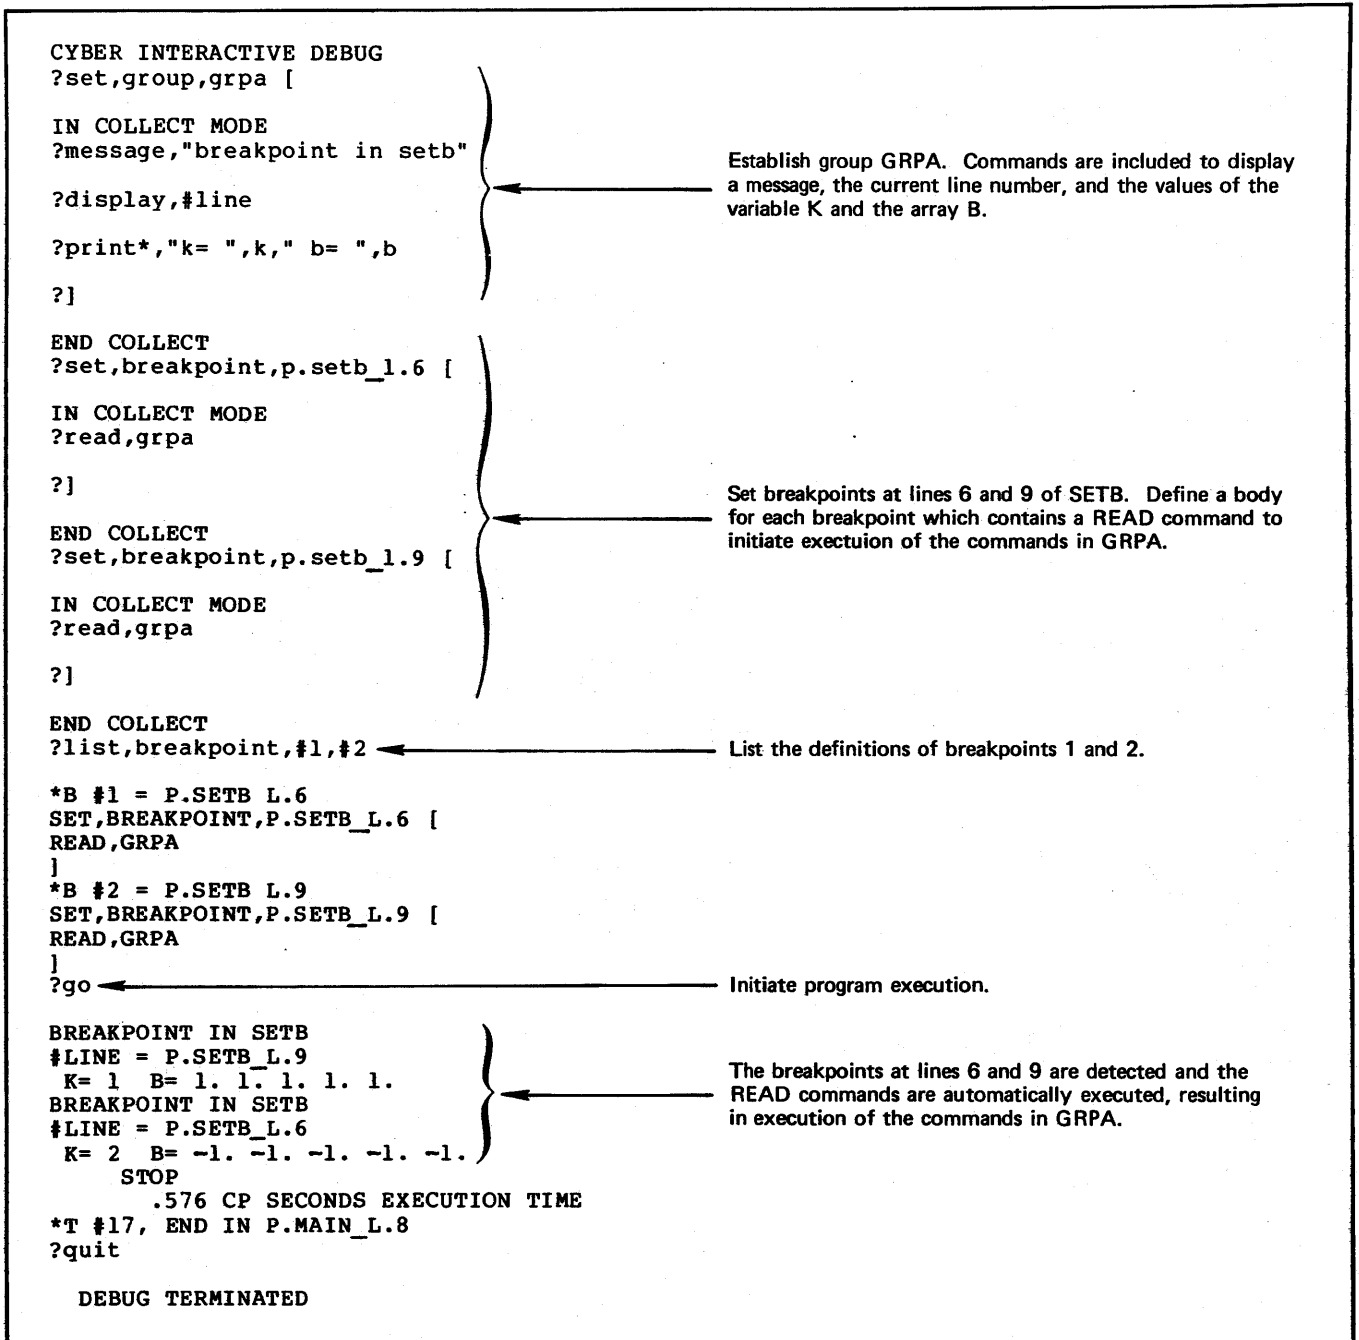 CYBER INTERACTIVE DEBUG
?set,group,grpa [
IN COLLECT MODE
?message,"breakpoint in setb"
?display,#line
?print*,"k= ",k," b= ",b
?]
Establish group GRPA. Commands are included to display
a message, the current line number, and the values of the
variable K and the array B.
END COLLECT
?set,breakpoint,p.setb_l.6 [
IN COLLECT MODE
?read,grpa
?]
END COLLECT
?set,breakpoint,p.setb_l.9 [
IN COLLECT MODE
?read,grpa
?]
Set breakpoints at lines 6 and 9 of SETB. Define a body
for each breakpoint which contains a READ command to
initiate exectuion of the commands in GRPA.
END COLLECT
?list,breakpoint,#1,#2
List the definitions of breakpoints 1 and 2.
*B #1 = P.SETB L.6
SET,BREAKPOINT,P.SETB_L.6 [
READ,GRPA
]
*B #2 = P.SETB L.9
SET,BREAKPOINT,P.SETB_L.9 [
READ,GRPA
]
?go
Initiate program execution.
BREAKPOINT IN SETB
#LINE = P.SETB_L.9
K= 1 B= 1. 1. 1. 1. 1.
BREAKPOINT IN SETB
#LINE = P.SETB_L.6
K= 2 B= -1. -1. -1. -1. -1.
The breakpoints at lines 6 and 9 are detected and the
READ commands are automatically executed, resulting
in execution of the commands in GRPA.
STOP
.576 CP SECONDS EXECUTION TIME
*T #17, END IN P.MAIN_L.8
?quit
DEBUG TERMINATED